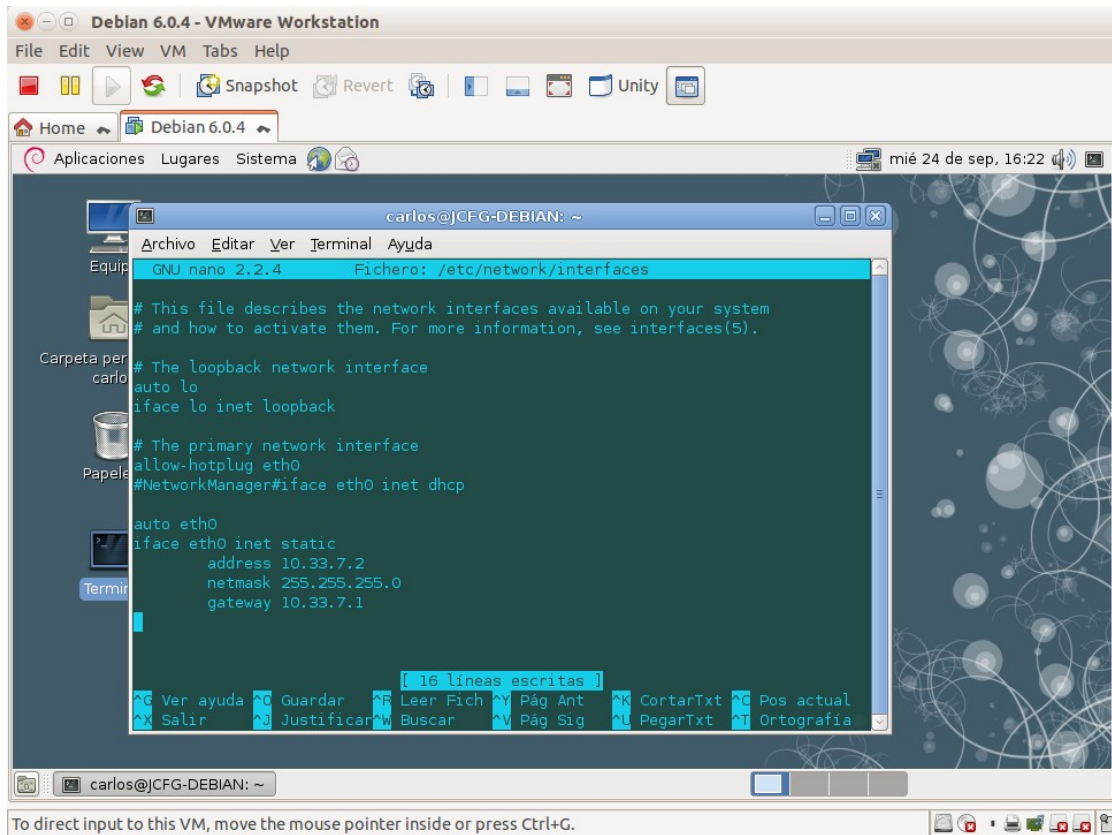 Debian 6.0.4 - VMware Workstation
File Edit View VM Tabs Help
Snapshot Revert Unity
Home Debian 6.0.4
Aplicaciones Lugares Sistema mié 24 de sep, 16:22
carlos@JCFG-DEBIAN: ~
Archivo Editar Ver Terminal Ayuda
GNU nano 2.2.4 Fichero: /etc/network/interfaces
# This file describes the network interfaces available on your system
# and how to activate them. For more information, see interfaces(5).
# The loopback network interface
auto lo
iface lo inet loopback
# The primary network interface
allow-hotplug eth0
#NetworkManager#iface eth0 inet dhcp
auto eth0
iface eth0 inet static
address 10.33.7.2
netmask 255.255.255.0
gateway 10.33.7.1
[ 16 líneas escritas ]
^G Ver ayuda ^O Guardar ^R Leer Fich ^Y Pág Ant ^K CortarTxt ^C Pos actual
^X Salir ^J Justificar ^W Buscar ^V Pág Sig ^U PegarTxt ^T Ortografía
Equip
Carpeta per
carlo
Papele
Termin
carlos@JCFG-DEBIAN: ~
To direct input to this VM, move the mouse pointer inside or press Ctrl+G.